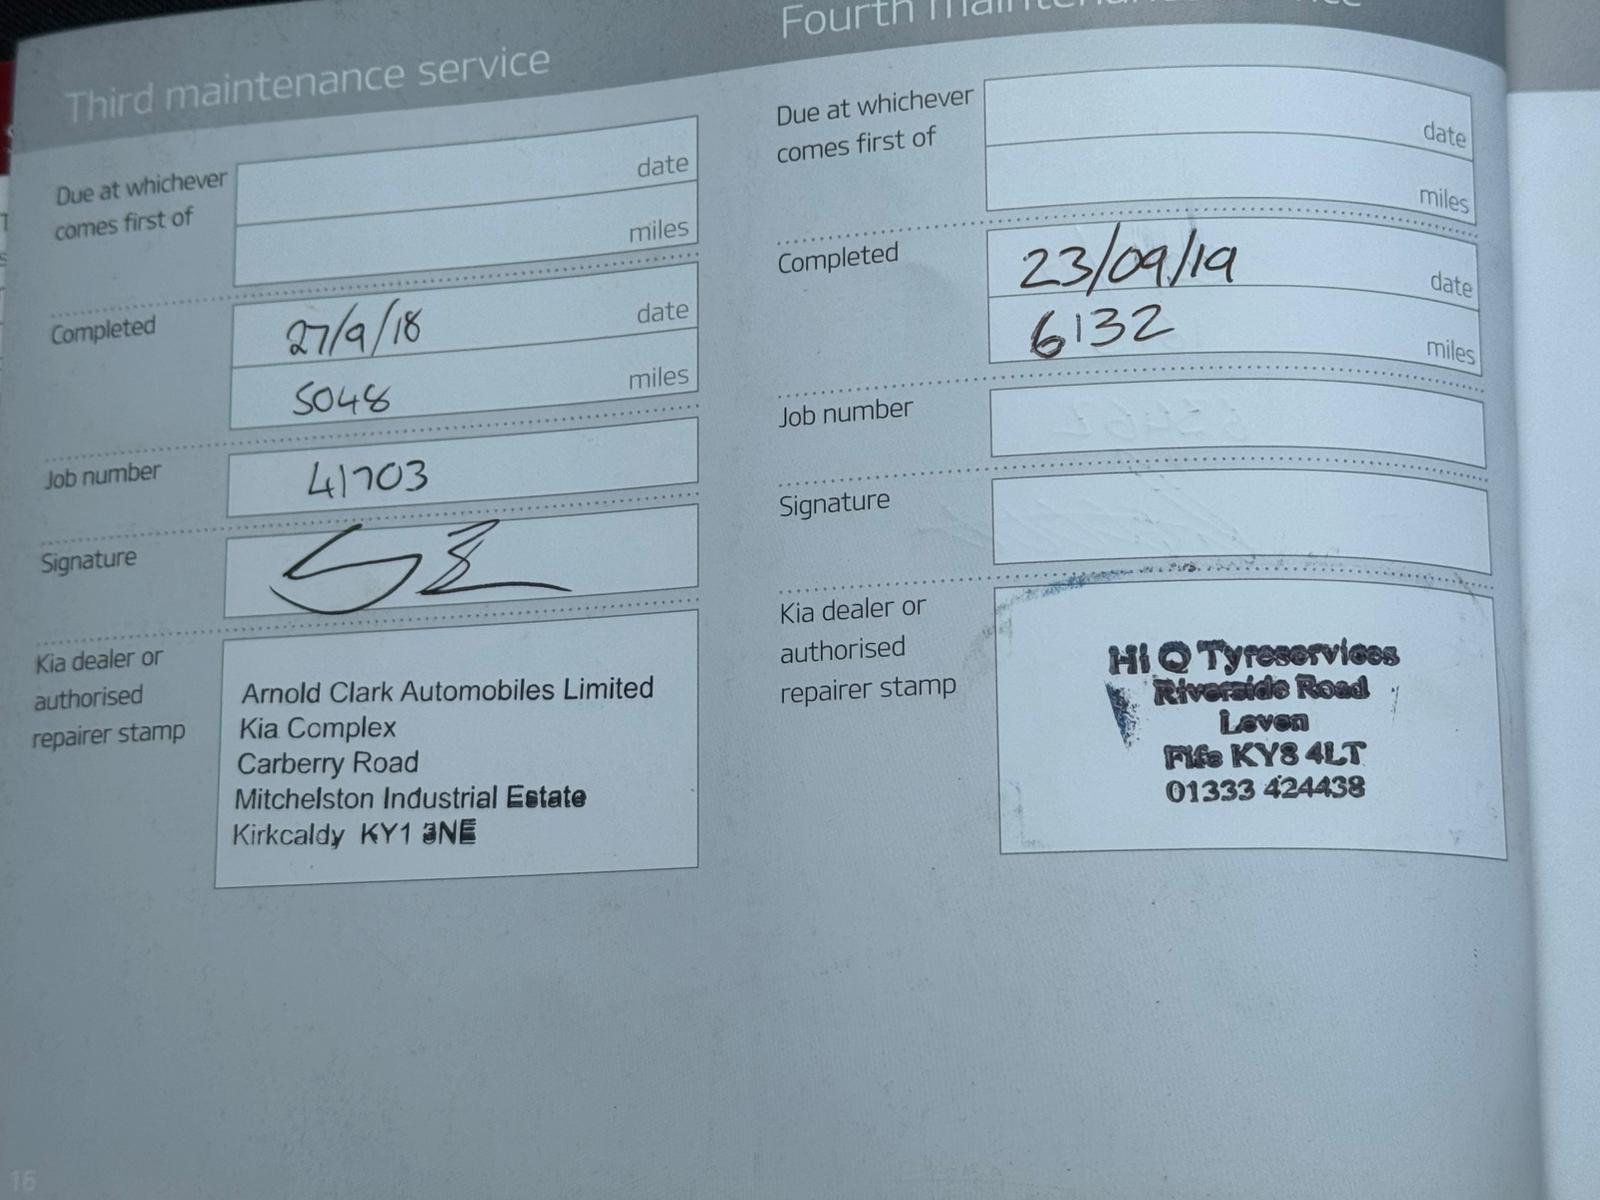 Third maintenance service
Due at whichever
comes first of
date
miles
Completed
27/9/18
date
5048
miles
Job number
41703
Signature
Kia dealer or
authorised
repairer stamp
Arnold Clark Automobiles Limited
Kia Complex
Carberry Road
Mitchelston Industrial Estate
Kirkcaldy KY1 3NE
16
Fourth maintenance
Due at whichever
comes first of
date
miles
Completed
23/09/19
date
6132
miles
Job number
Signature
Kia dealer or
authorised
repairer stamp
Hi Q Tyreservices
Riverside Road
Leven
Fife KY8 4LT
01333 424438